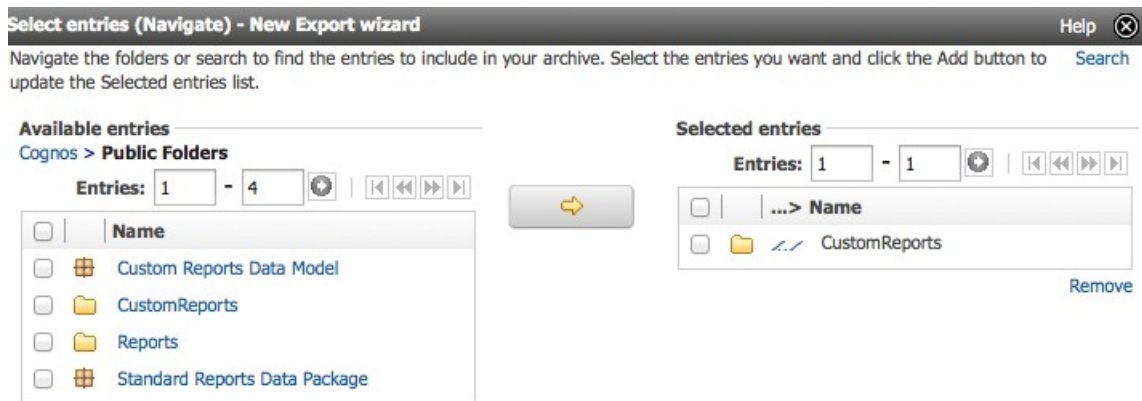 Select entries (Navigate) - New Export wizard
Help
Navigate the folders or search to find the entries to include in your archive. Select the entries you want and click the Add button to
Search
update the Selected entries list.
Available entries
Cognos > Public Folders
Entries: 1 - 4
Name
Custom Reports Data Model
CustomReports
Reports
Standard Reports Data Package
Selected entries
Entries: 1 - 1
...> Name
CustomReports
Remove